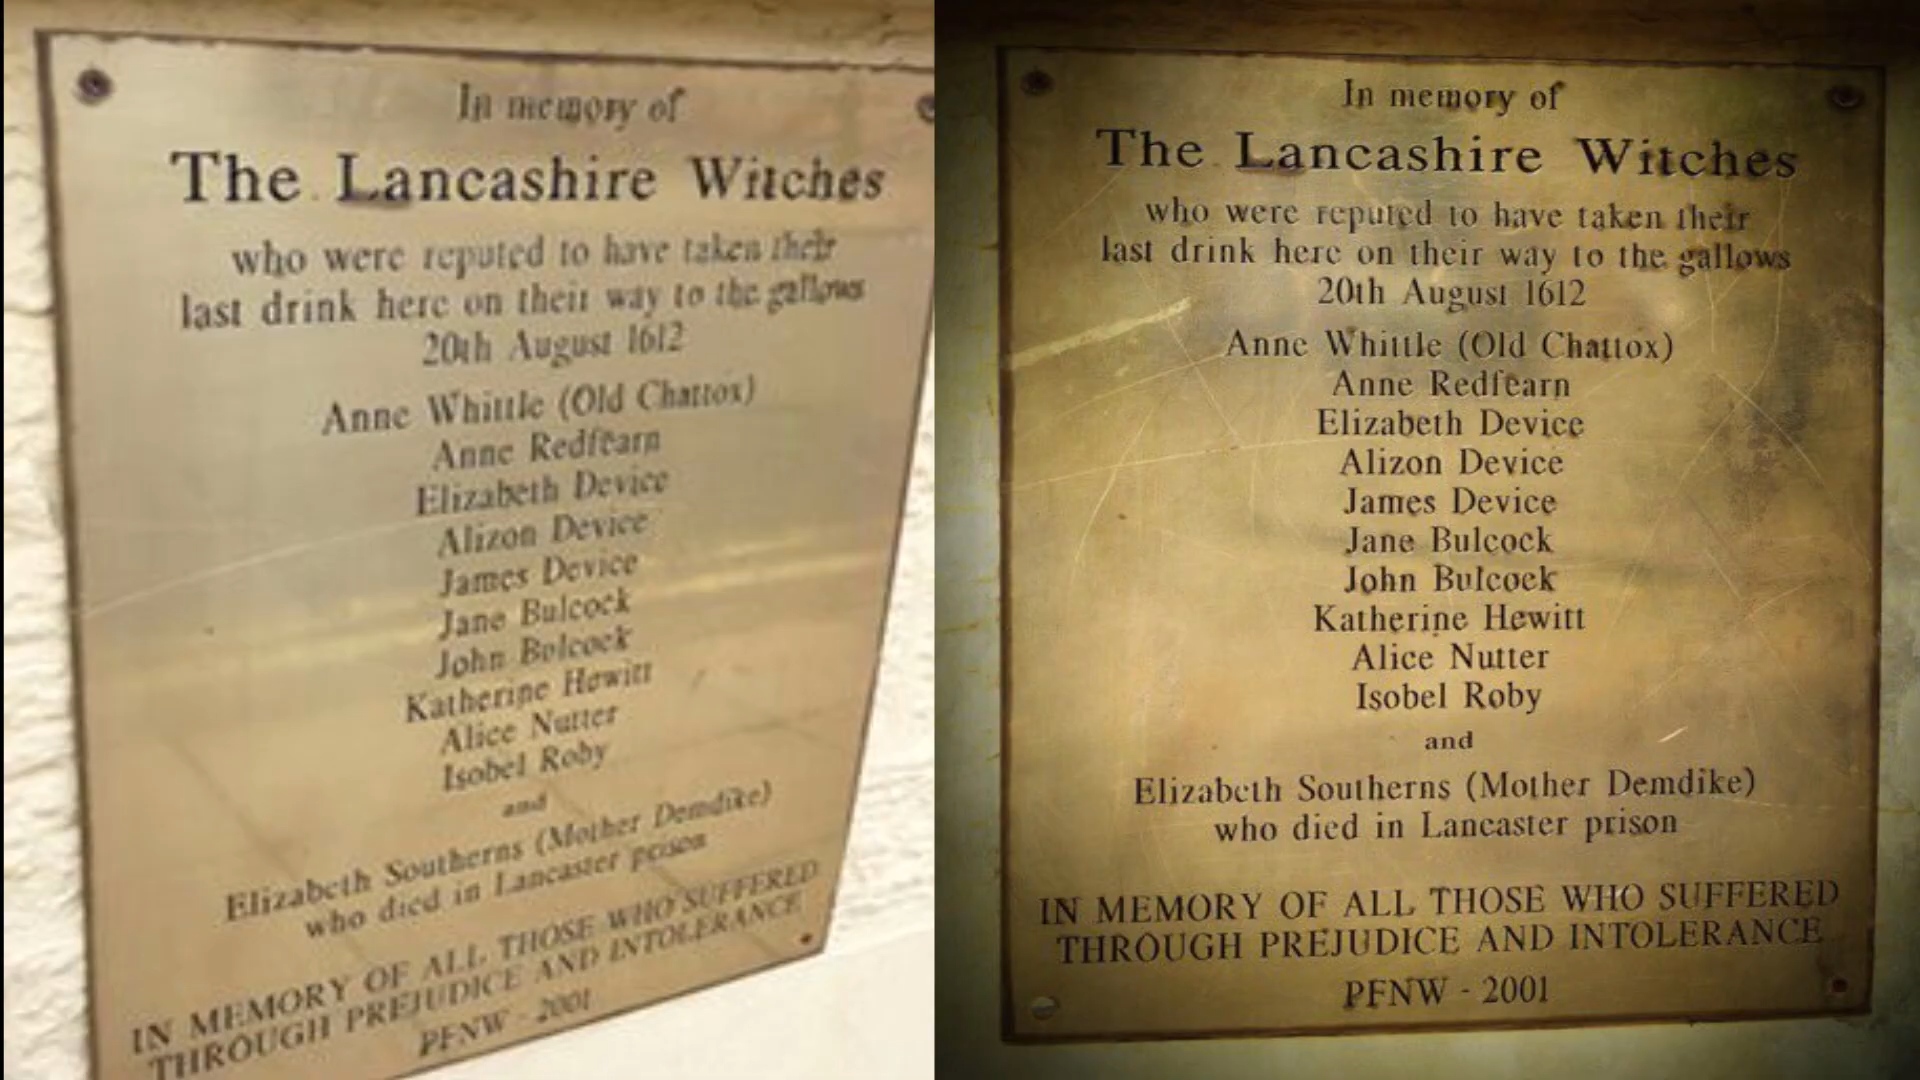 In memory of
The Lancashire Witches
who were reputed to have taken their
last drink here on their way to the gallows
20th August 1612
Anne Whittle (Old Chattox)
Anne Redfearn
Elizabeth Device
Alizon Device
James Device
Jane Bulcock
John Bulcock
Katherine Hewitt
Alice Nutter
Isobel Roby
and
Elizabeth Southerns (Mother Demdike)
who died in Lancaster prison
IN MEMORY OF ALL THOSE WHO SUFFERED
THROUGH PREJUDICE AND INTOLERANCE
PFNW - 2001
In memory of
The Lancashire Witches
who were reputed to have taken their
last drink here on their way to the gallows
20th August 1612
Anne Whittle (Old Chattox)
Anne Redfearn
Elizabeth Device
Alizon Device
James Device
Jane Bulcock
John Bulcock
Katherine Hewitt
Alice Nutter
Isobel Roby
and
Elizabeth Southerns (Mother Demdike)
who died in Lancaster prison
IN MEMORY OF ALL THOSE WHO SUFFERED
THROUGH PREJUDICE AND INTOLERANCE
PFNW - 2001